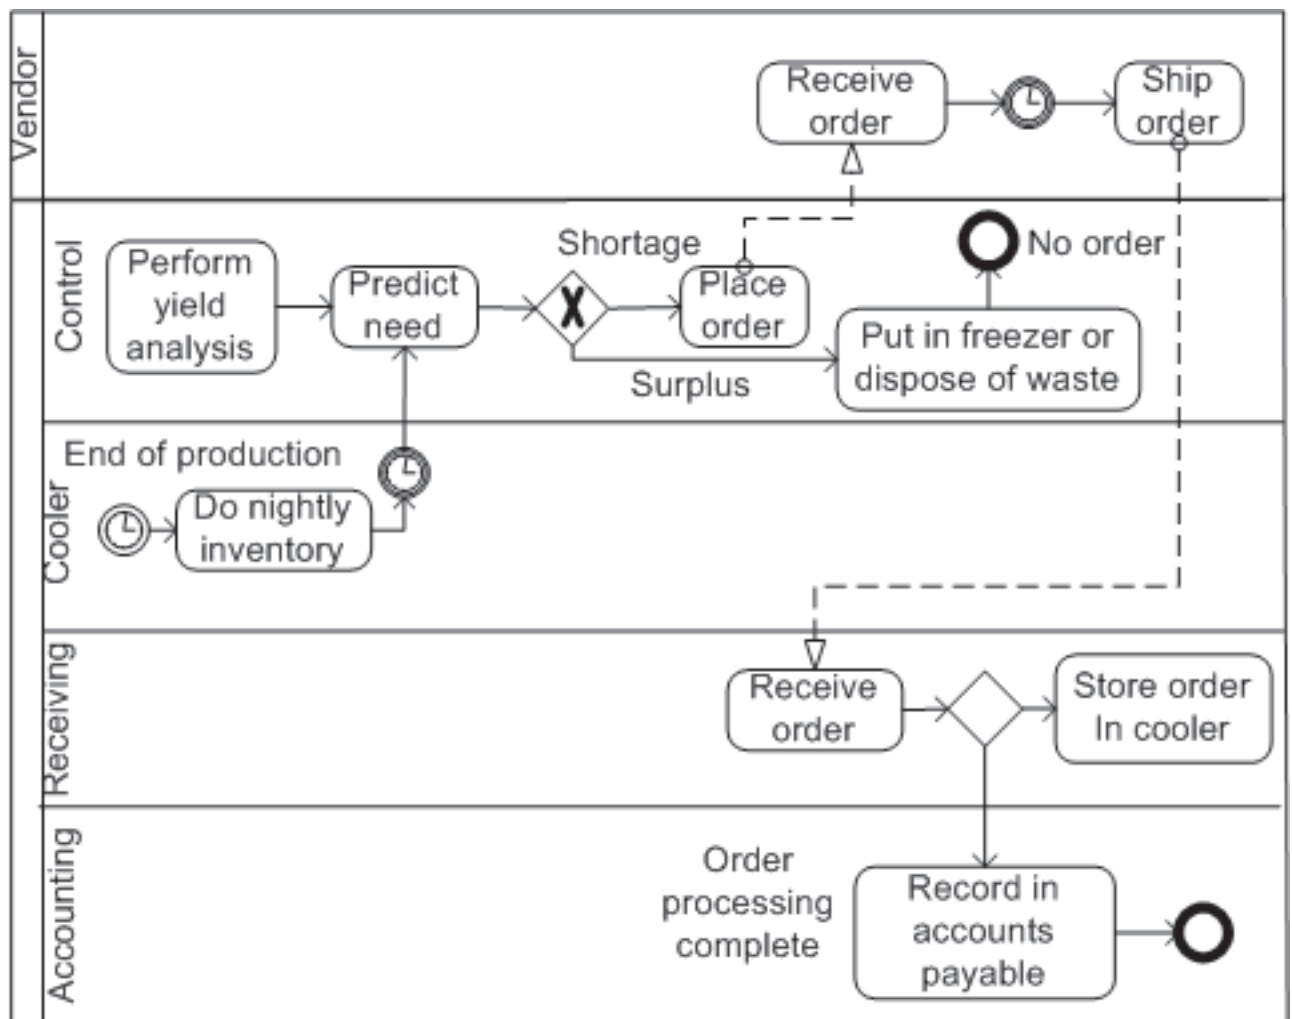 Vendor
Receive
order
Ship
order
Control
Perform
yield
analysis
Predict
need
Shortage
X
Place
order
Surplus
No order
Put in freezer or
dispose of waste
Cooler
End of production
Do nightly
inventory
Receiving
Receive
order
Store order
In cooler
Accounting
Order
processing
complete
Record in
accounts
payable